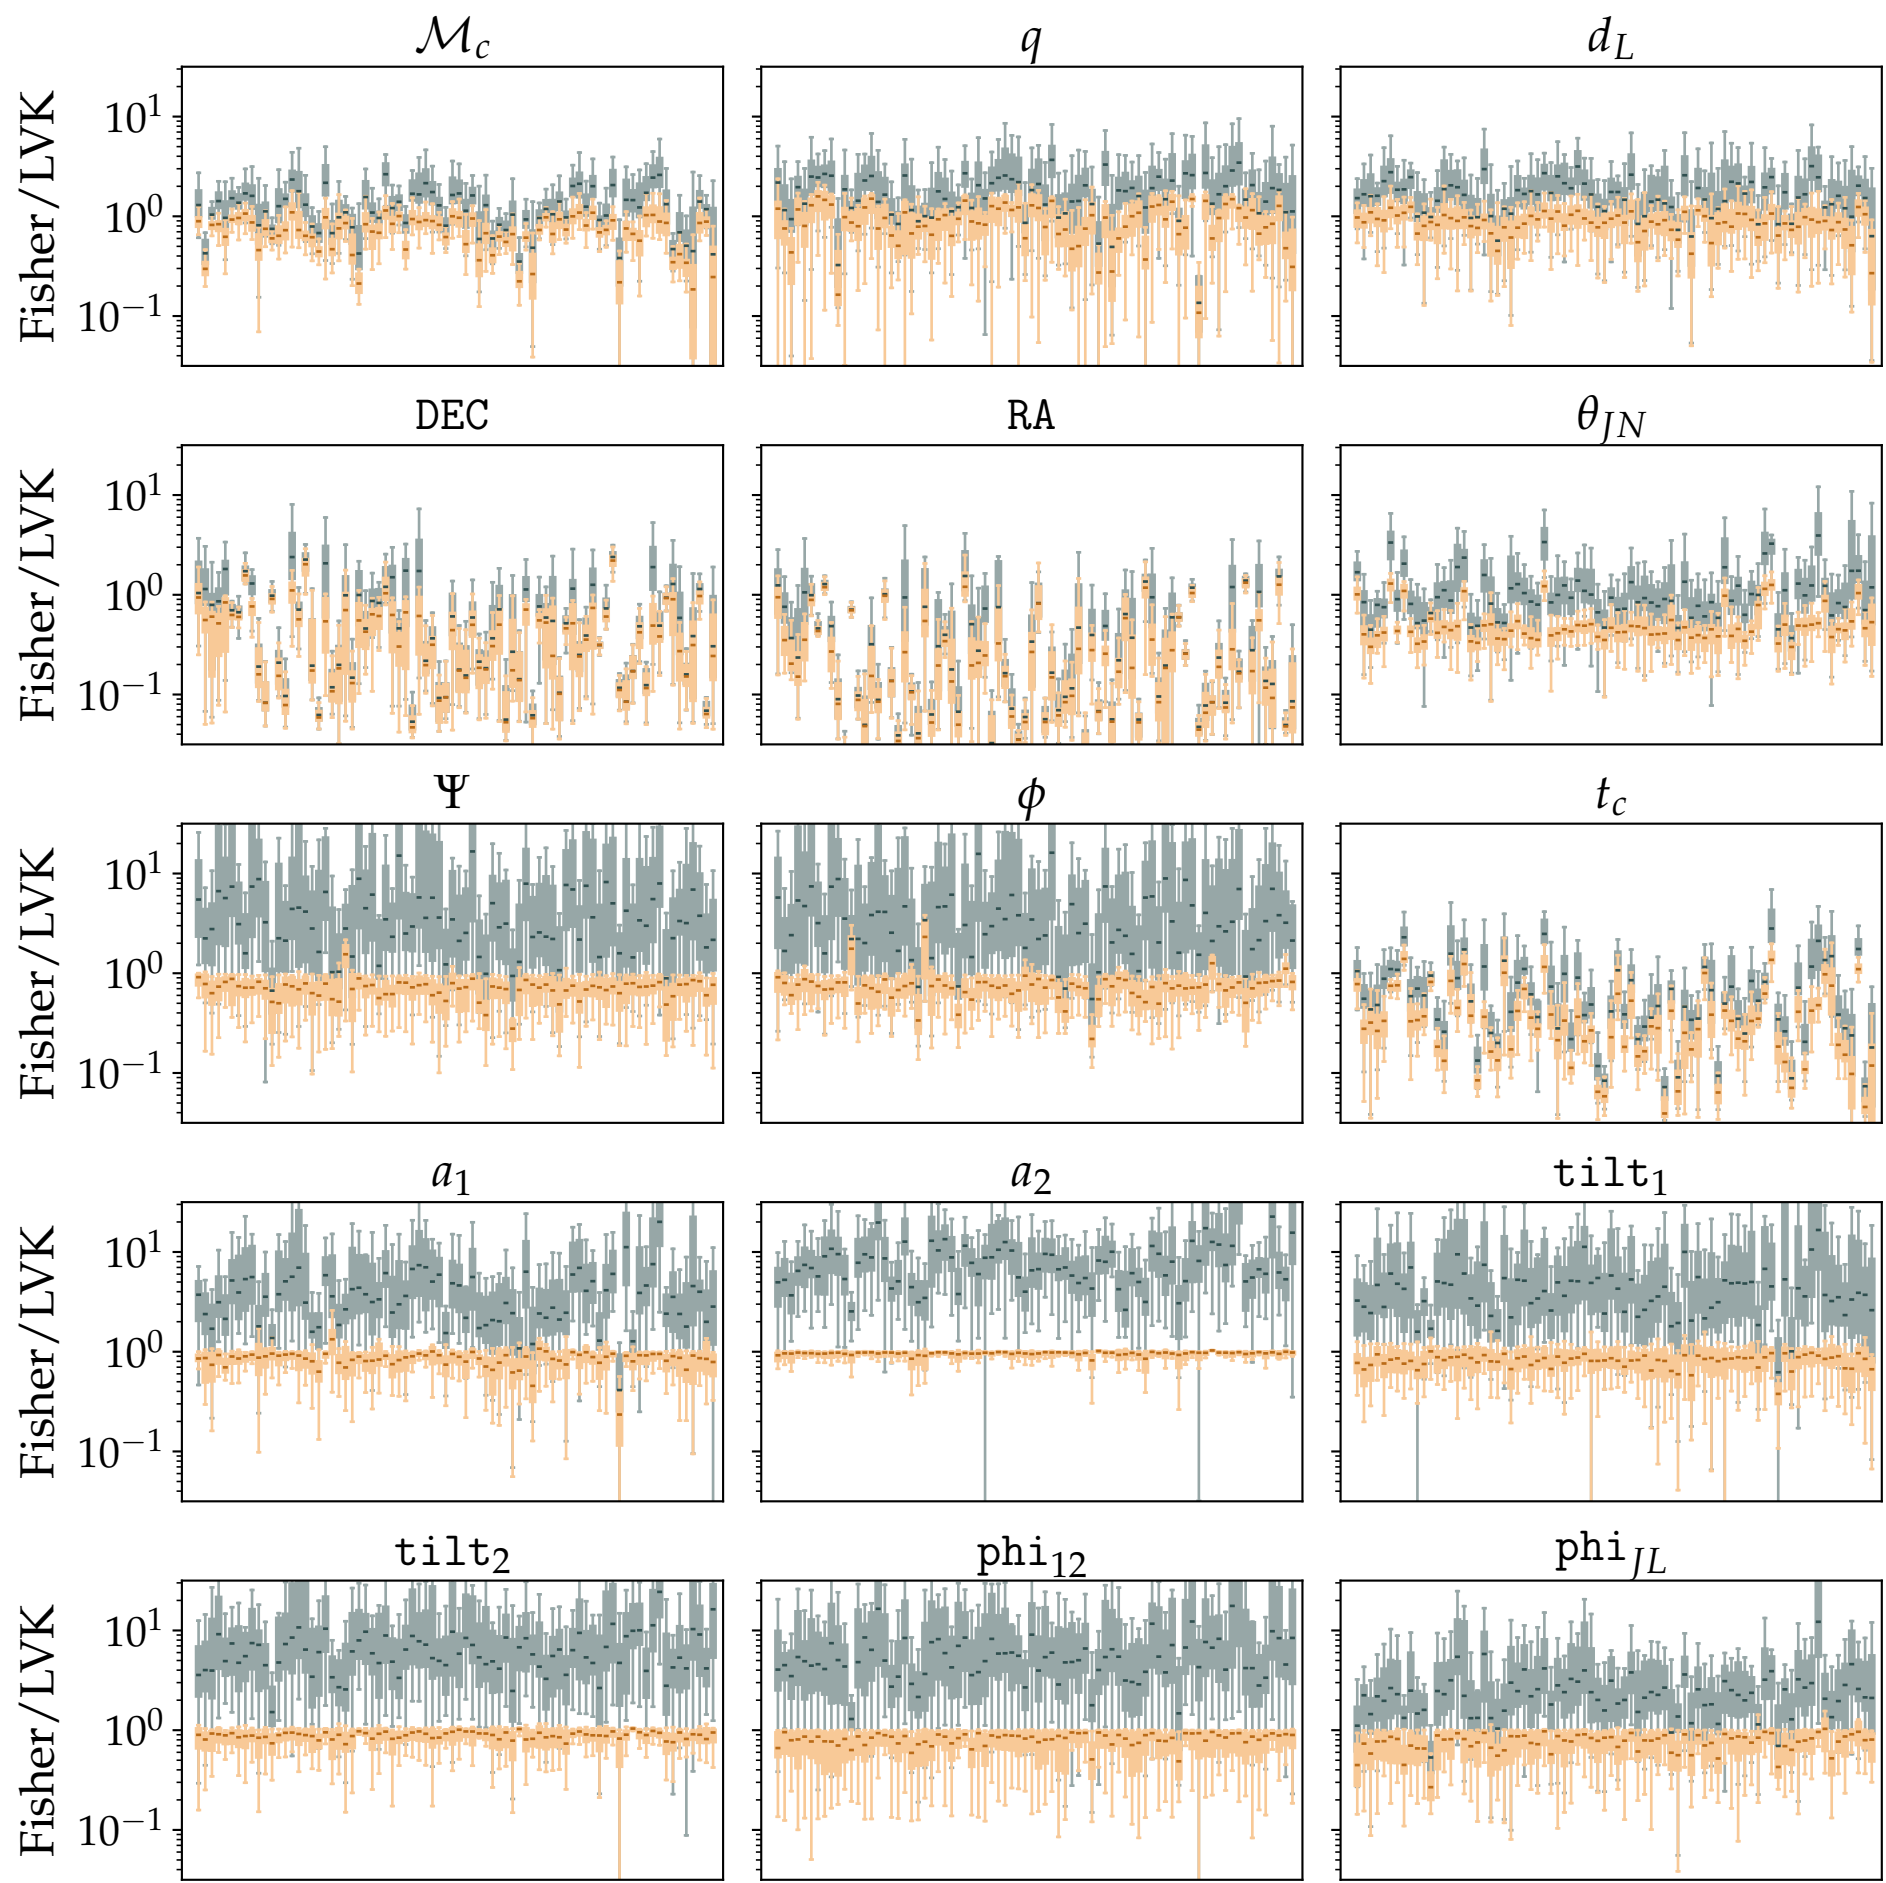 ℳc q dL
Fisher/LVK 10¹ 10⁰ 10⁻¹
DEC RA θJN
Fisher/LVK 10¹ 10⁰ 10⁻¹
Ψ ϕ tc
Fisher/LVK 10¹ 10⁰ 10⁻¹
a1 a2 tilt1
Fisher/LVK 10¹ 10⁰ 10⁻¹
tilt2 phi12 phiJL
Fisher/LVK 10¹ 10⁰ 10⁻¹